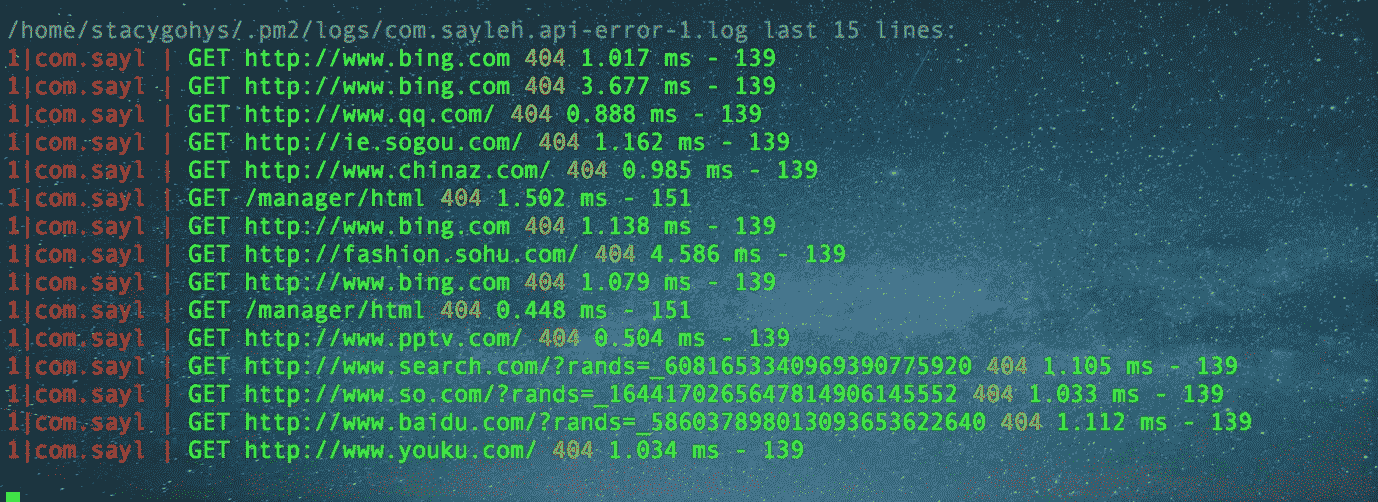 /home/stacygohys/.pm2/logs/com.sayleh.api-error-1.log last 15 lines:
1|com.sayl | GET http://www.bing.com 404 1.017 ms - 139
1|com.sayl | GET http://www.bing.com 404 3.677 ms - 139
1|com.sayl | GET http://www.qq.com/ 404 0.888 ms - 139
1|com.sayl | GET http://ie.sogou.com/ 404 1.162 ms - 139
1|com.sayl | GET http://www.chinaz.com/ 404 0.985 ms - 139
1|com.sayl | GET /manager/html 404 1.502 ms - 151
1|com.sayl | GET http://www.bing.com 404 1.138 ms - 139
1|com.sayl | GET http://fashion.sohu.com/ 404 4.586 ms - 139
1|com.sayl | GET http://www.bing.com 404 1.079 ms - 139
1|com.sayl | GET /manager/html 404 0.448 ms - 151
1|com.sayl | GET http://www.pptv.com/ 404 0.504 ms - 139
1|com.sayl | GET http://www.search.com/?rands=_6081653340969390775920 404 1.105 ms - 139
1|com.sayl | GET http://www.so.com/?rands=_1644170265647814906145552 404 1.033 ms - 139
1|com.sayl | GET http://www.baidu.com/?rands=_586037898013093653622640 404 1.112 ms - 139
1|com.sayl | GET http://www.youku.com/ 404 1.034 ms - 139